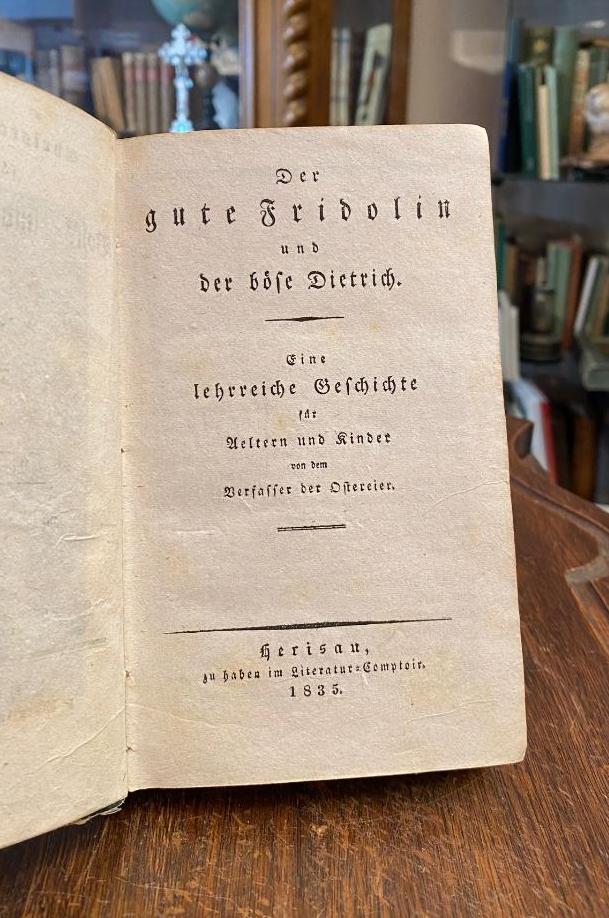 Der
gute Fridolin
und
der böſe Dietrich.
Eine
lehrreiche Geſchichte
für
Aeltern und Kinder
von dem
Verfaſſer der Oſtereier.
Herisau,
zu haben im Literatur-Comptoir.
1835.